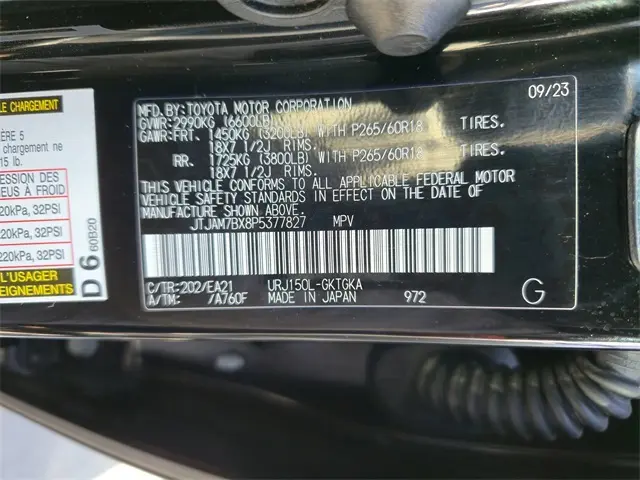 LE CHARGEMENT
ÈRE 5
chargement ne
15 lb.
RESSION DES
EUS À FROID
220kPa, 32PSI
220kPa, 32PSI
220kPa, 32PSI
L'USAGER
EIGNEMENTS
D 6 60B20
MFD.BY:TOYOTA MOTOR CORPORATION 09/23
GVWR:2990KG (6600LB)
GAWR:FRT. 1450KG (3200LB) WITH P265/60R18 TIRES.
18X7 1/2J RIMS.
RR. 1725KG (3800LB) WITH P265/60R18 TIRES.
18X7 1/2J RIMS.
THIS VEHICLE CONFORMS TO ALL APPLICABLE FEDERAL MOTOR
VEHICLE SAFETY STANDARDS IN EFFECT ON THE DATE OF
MANUFACTURE SHOWN ABOVE.
JTJAM7BX8P5377827 MPV
C/TR:202/EA21 URJ150L-GKTGKA
A/TM: /A760F MADE IN JAPAN 972 G